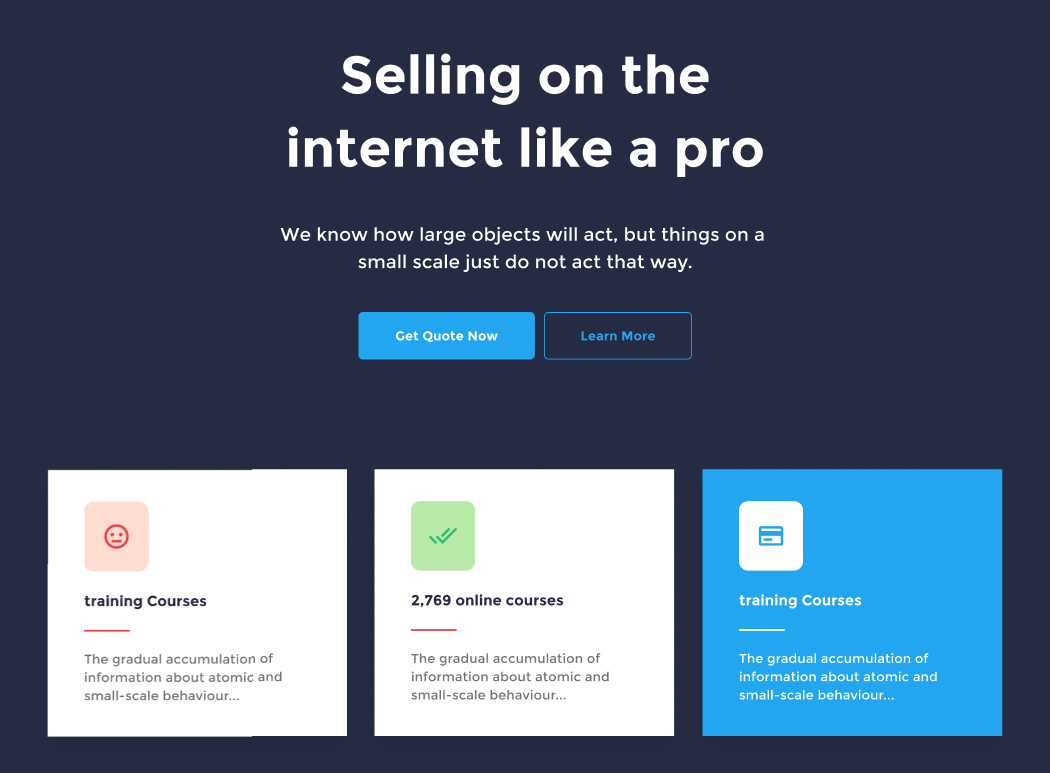 Selling on the
internet like a pro
We know how large objects will act, but things on a
small scale just do not act that way.
Get Quote Now
Learn More
training Courses
The gradual accumulation of
information about atomic and
small-scale behaviour...
2,769 online courses
The gradual accumulation of
information about atomic and
small-scale behaviour...
training Courses
The gradual accumulation of
information about atomic and
small-scale behaviour...